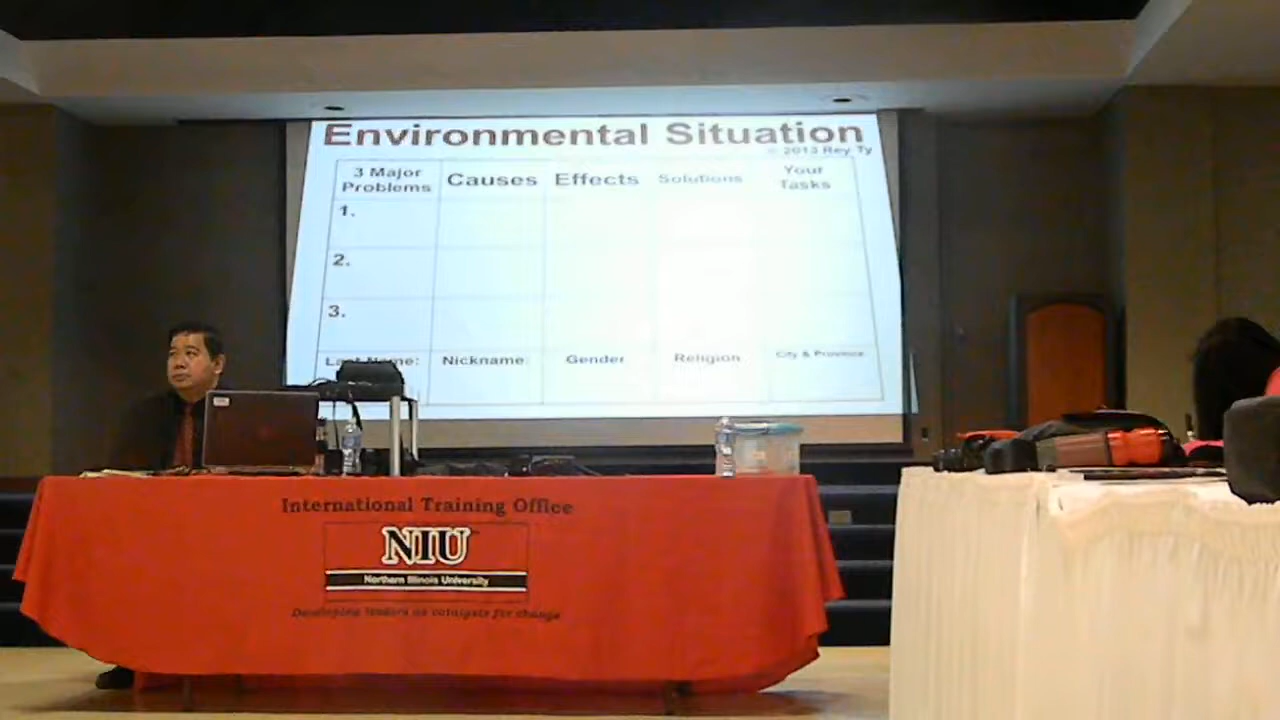 Environmental Situation
© 2013 Rey Ty
3 Major Problems Causes Effects Solutions Your Tasks
1.
2.
3.
Last Name: Nickname: Gender Religion City & Province
International Training Office
NIU
Northern Illinois University
Developing leaders as catalysts for change